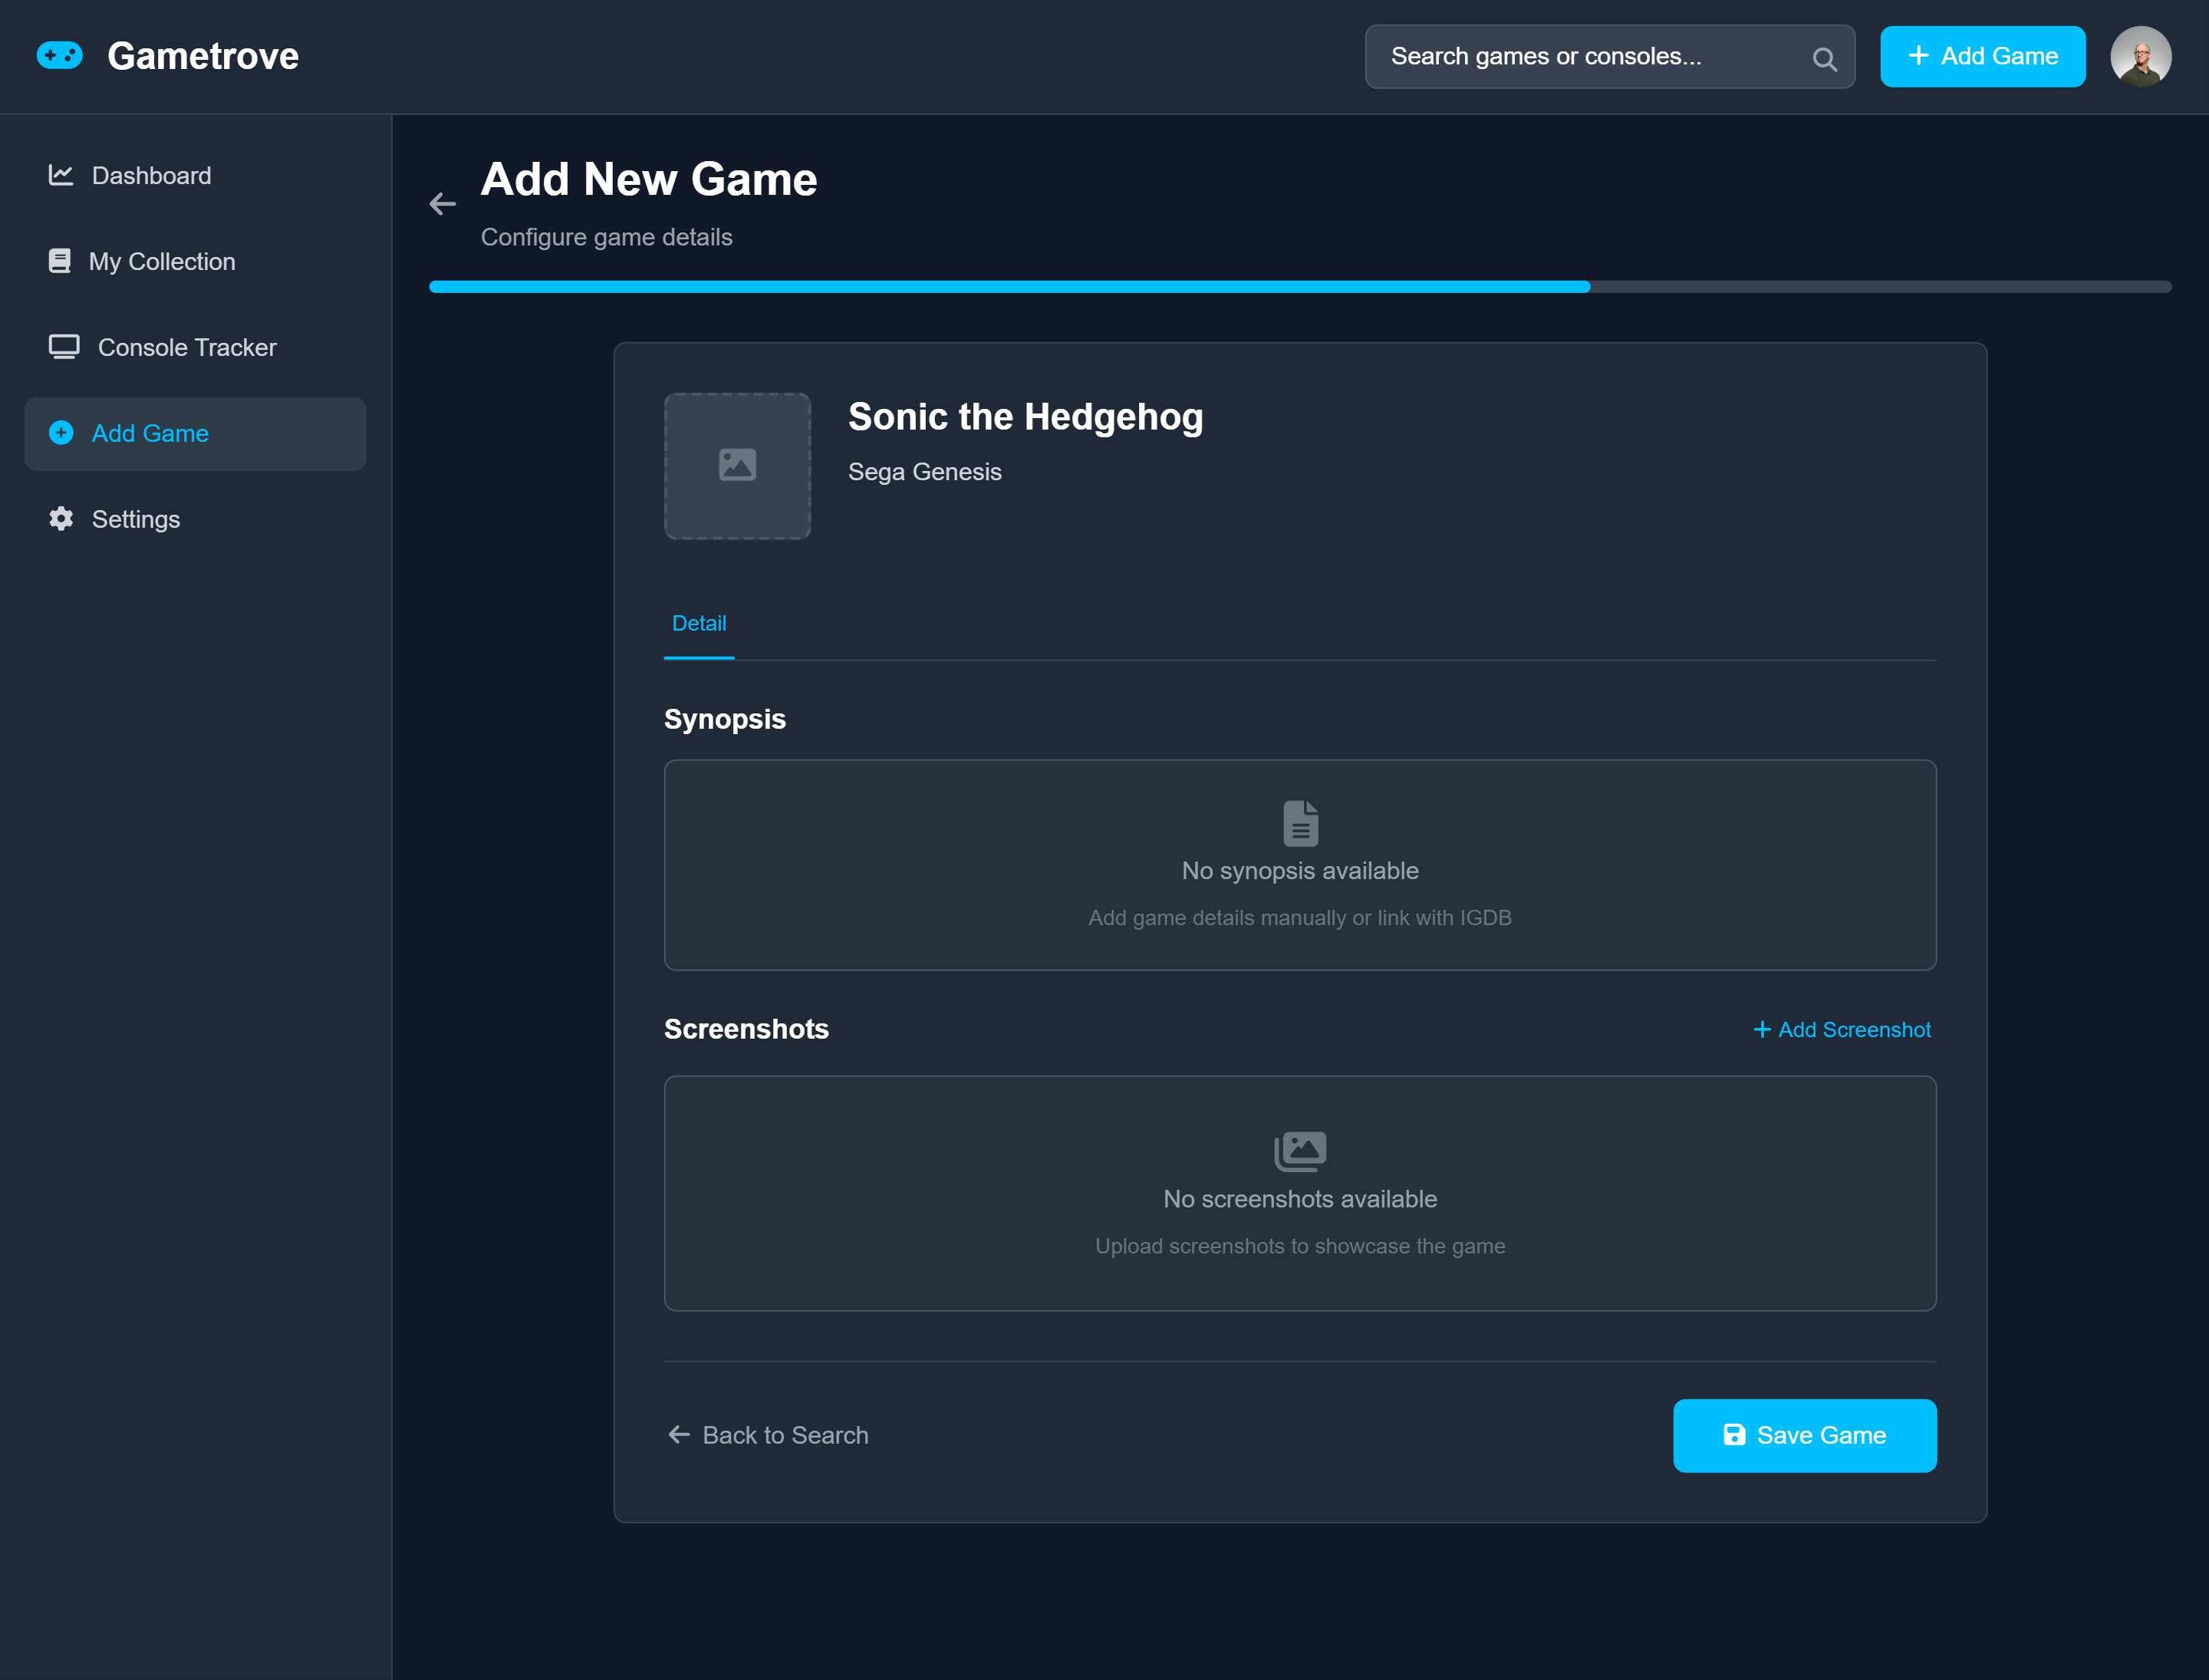 Gametrove
Search games or consoles...
Add Game
Dashboard
My Collection
Console Tracker
Add Game
Settings
Add New Game
Configure game details
Sonic the Hedgehog
Sega Genesis
Detail
Synopsis
No synopsis available
Add game details manually or link with IGDB
Screenshots
Add Screenshot
No screenshots available
Upload screenshots to showcase the game
Back to Search
Save Game